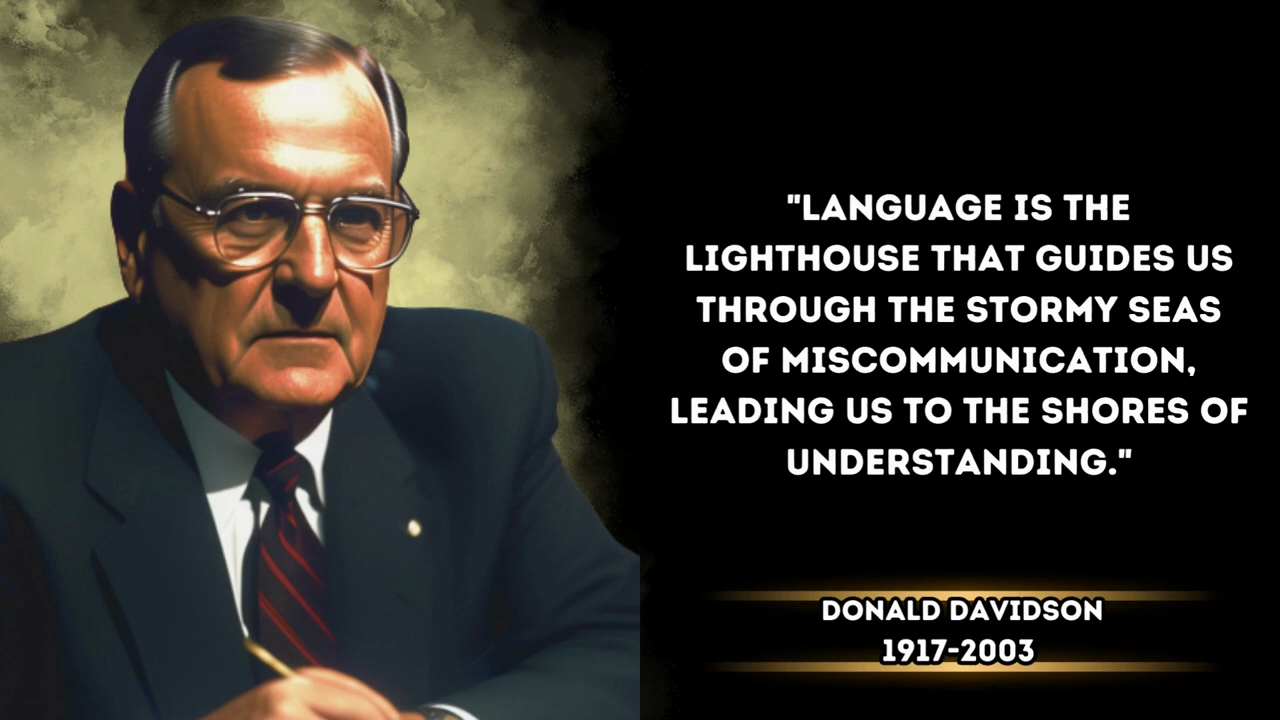 "LANGUAGE IS THE
LIGHTHOUSE THAT GUIDES US
THROUGH THE STORMY SEAS
OF MISCOMMUNICATION,
LEADING US TO THE SHORES OF
UNDERSTANDING."
DONALD DAVIDSON
1917-2003